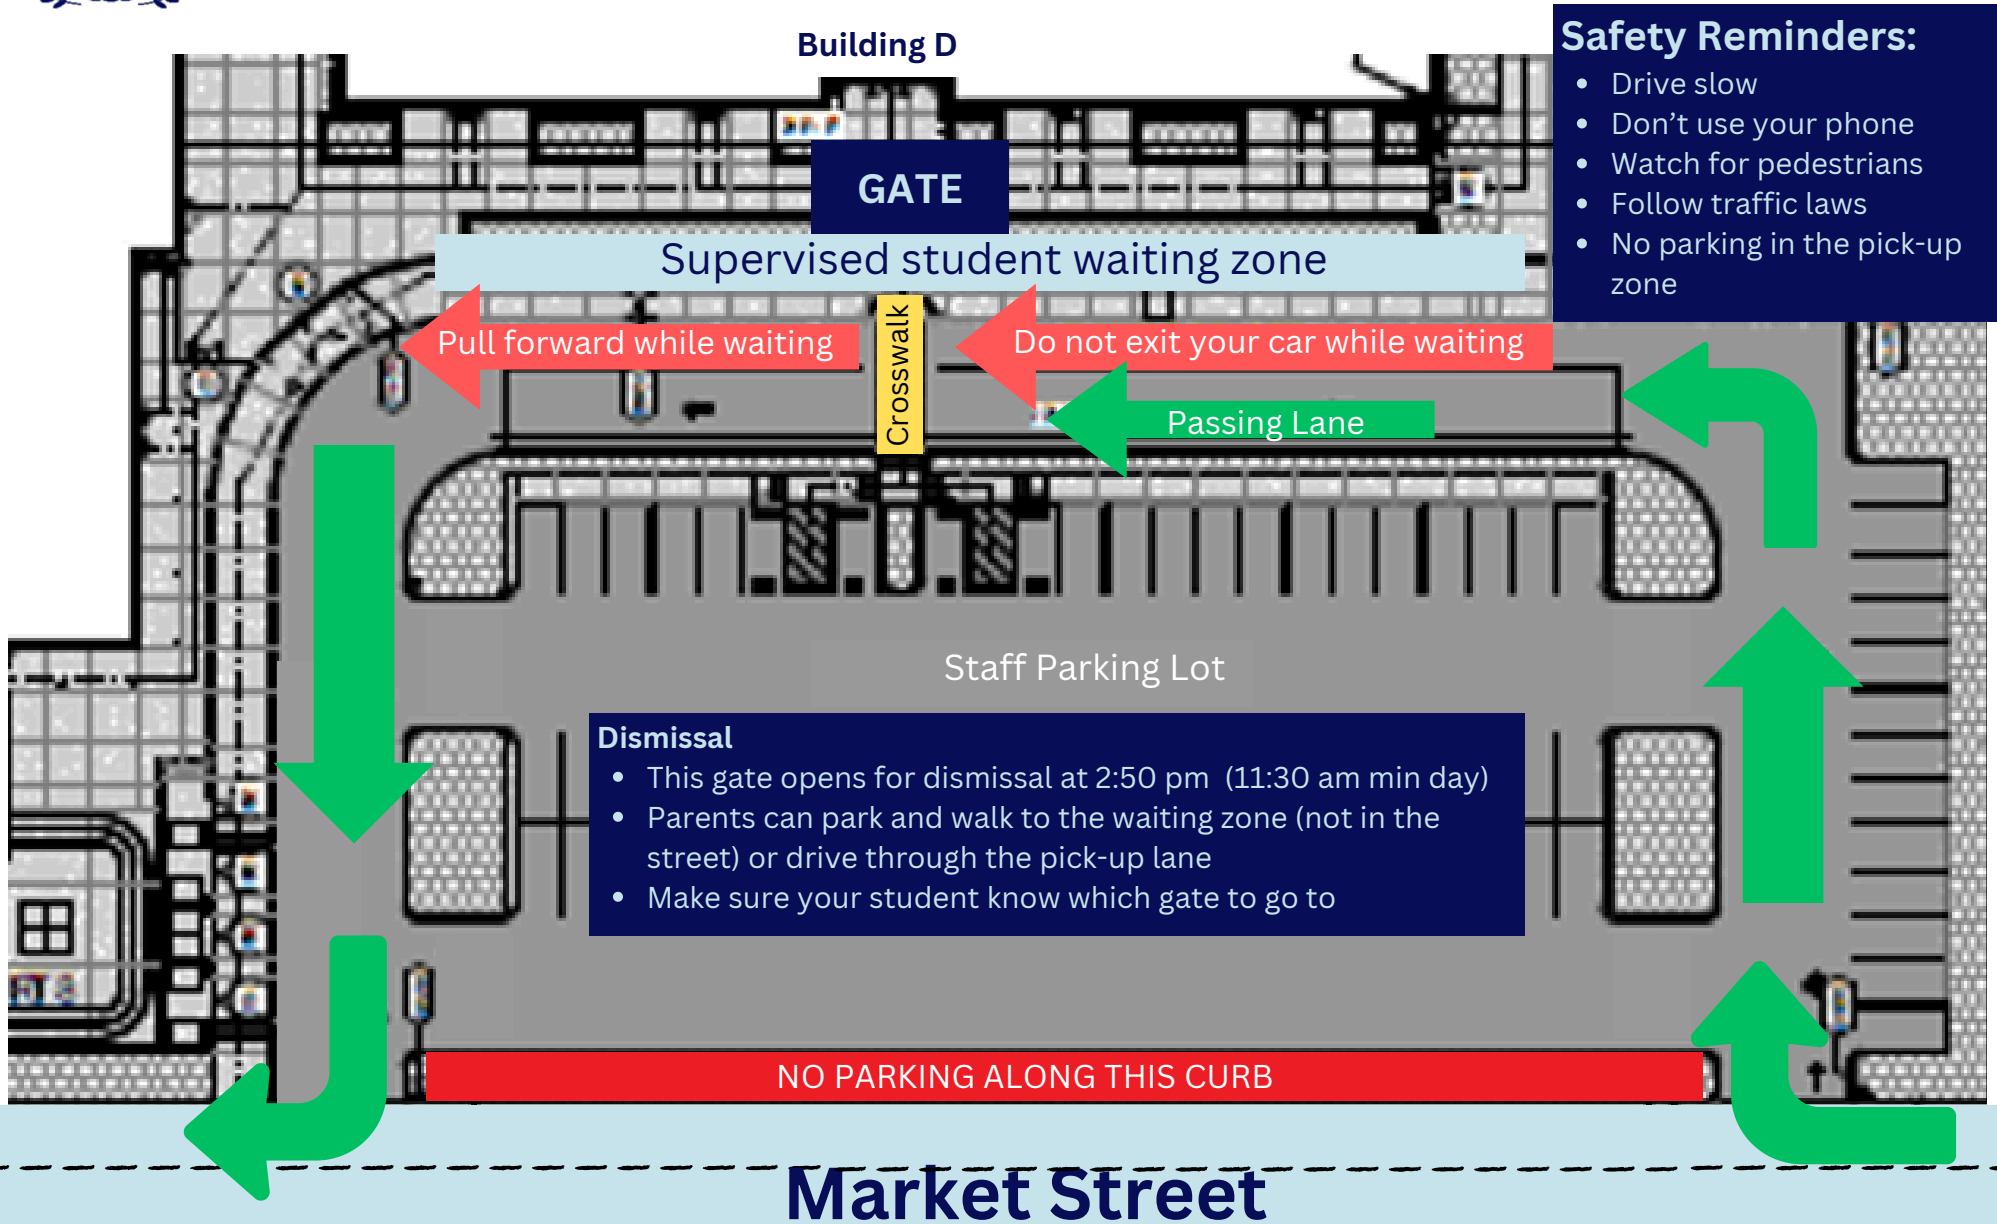 Building D
Safety Reminders:
Drive slow
Don’t use your phone
Watch for pedestrians
Follow traffic laws
No parking in the pick-up
zone
GATE
Supervised student waiting zone
Pull forward while waiting
Crosswalk
Do not exit your car while waiting
Passing Lane
Staff Parking Lot
Dismissal
This gate opens for dismissal at 2:50 pm (11:30 am min day)
Parents can park and walk to the waiting zone (not in the
street) or drive through the pick-up lane
Make sure your student know which gate to go to
NO PARKING ALONG THIS CURB
Market Street